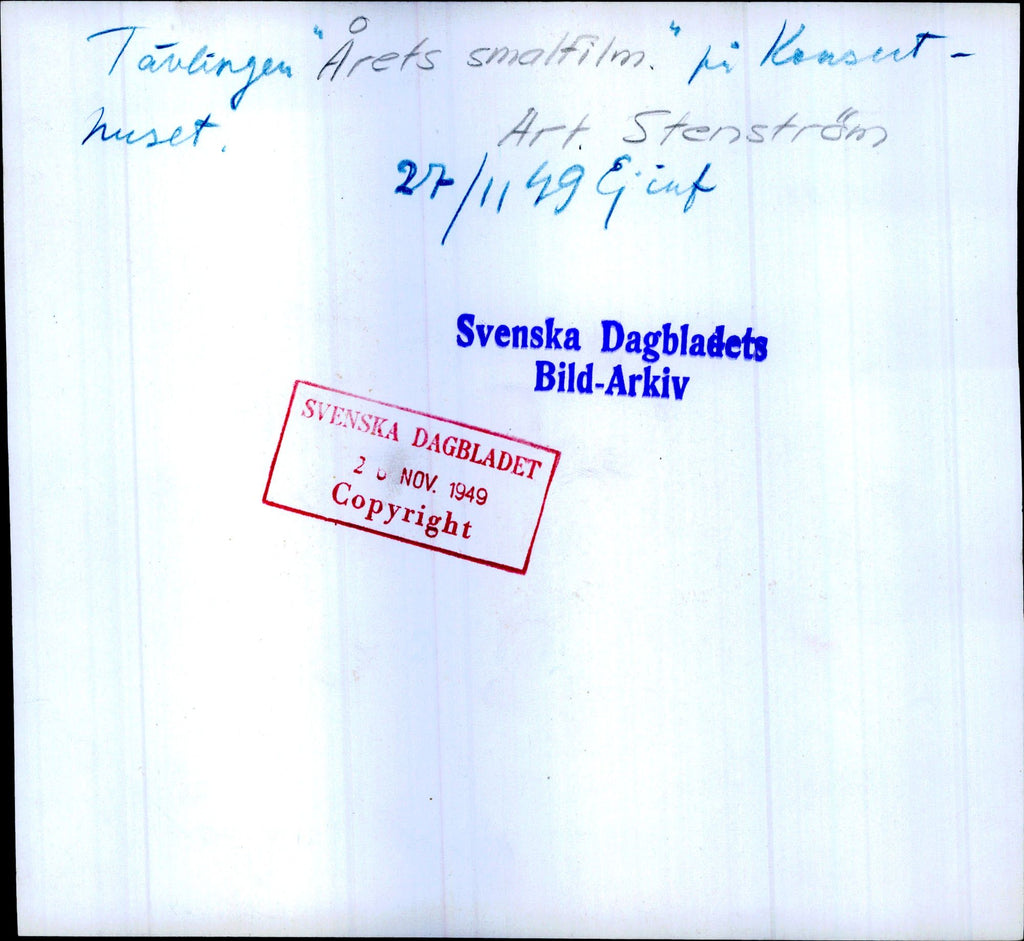 Tävlingen "Årets smalfilm." på Konsert-
huset.
Art. Stenström
27/11 49 Ej inf
Svenska Dagbladets
Bild-Arkiv
SVENSKA DAGBLADET
NOV. 1949
Copyright